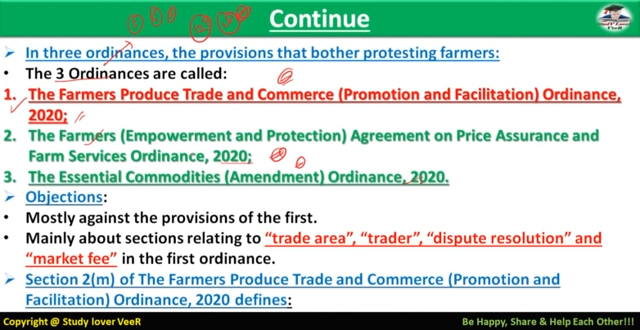 Continue
➢ In three ordinances, the provisions that bother protesting farmers:
• The 3 Ordinances are called:
1. The Farmers Produce Trade and Commerce (Promotion and Facilitation) Ordinance,
2020;
2. The Farmers (Empowerment and Protection) Agreement on Price Assurance and
Farm Services Ordinance, 2020;
3. The Essential Commodities (Amendment) Ordinance, 2020.
➢ Objections:
• Mostly against the provisions of the first.
• Mainly about sections relating to “trade area”, “trader”, “dispute resolution” and
“market fee” in the first ordinance.
➢ Section 2(m) of The Farmers Produce Trade and Commerce (Promotion and
Facilitation) Ordinance, 2020 defines:
Copyright @ Study lover VeeR
Be Happy, Share & Help Each Other!!!